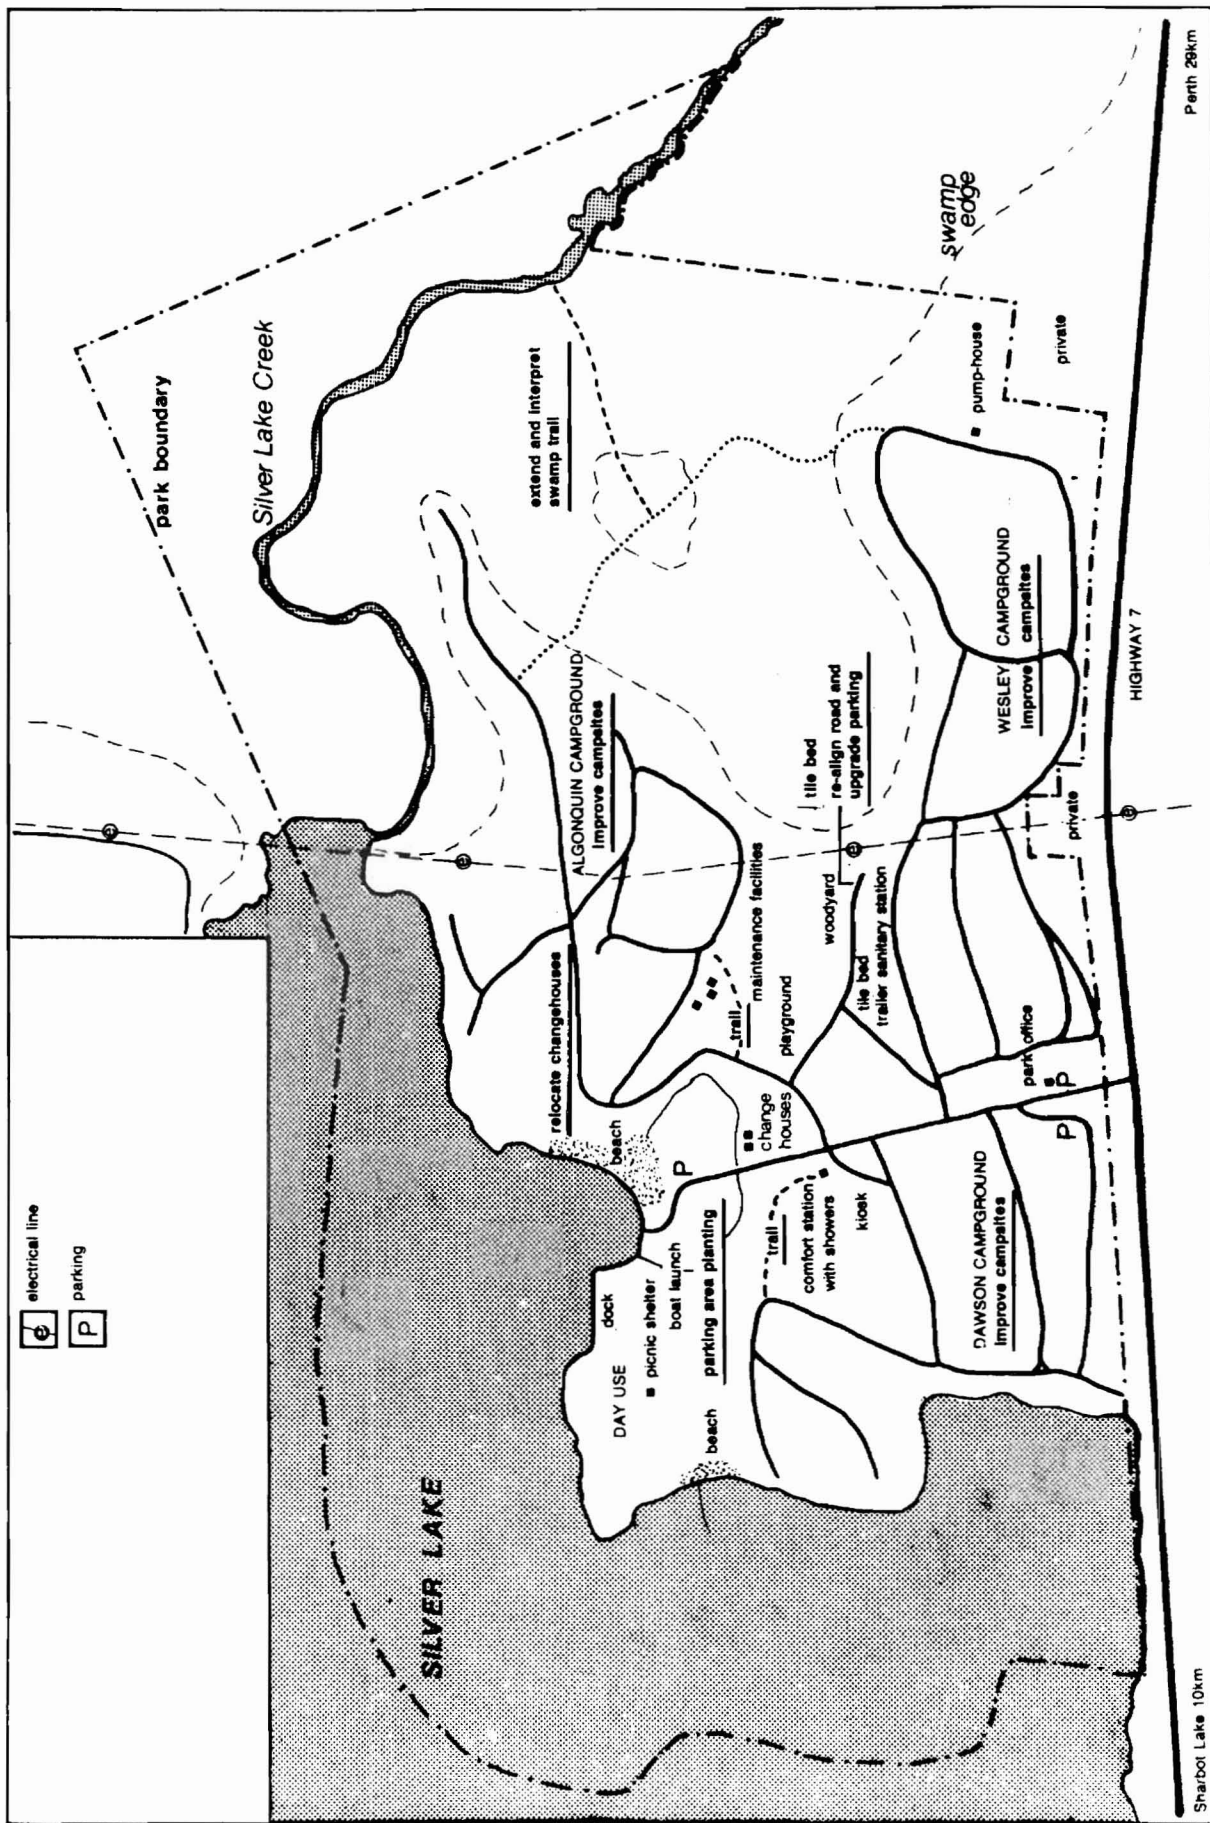 e electrical line
P parking
park boundary
Silver Lake Creek
SILVER LAKE
extend and interpret
swamp trail
swamp
edge
e
e
ALGONQUIN CAMPGROUND
improve campsites
relocate changehouses
beach
P
dock
DAY USE
picnic shelter
boat launch
parking area planting
beach
change
houses
trail
maintenance facilities
playground
trail
comfort station
with showers
kiosk
woodyard
tile bed
re-align road and
upgrade parking
e
tile bed
trailer sanitary station
pump-house
private
WESLEY CAMPGROUND
improve campsites
private
park office
P
P
DAWSON CAMPGROUND
improve campsites
e
HIGHWAY 7
Sharbot Lake 10km
Perth 29km